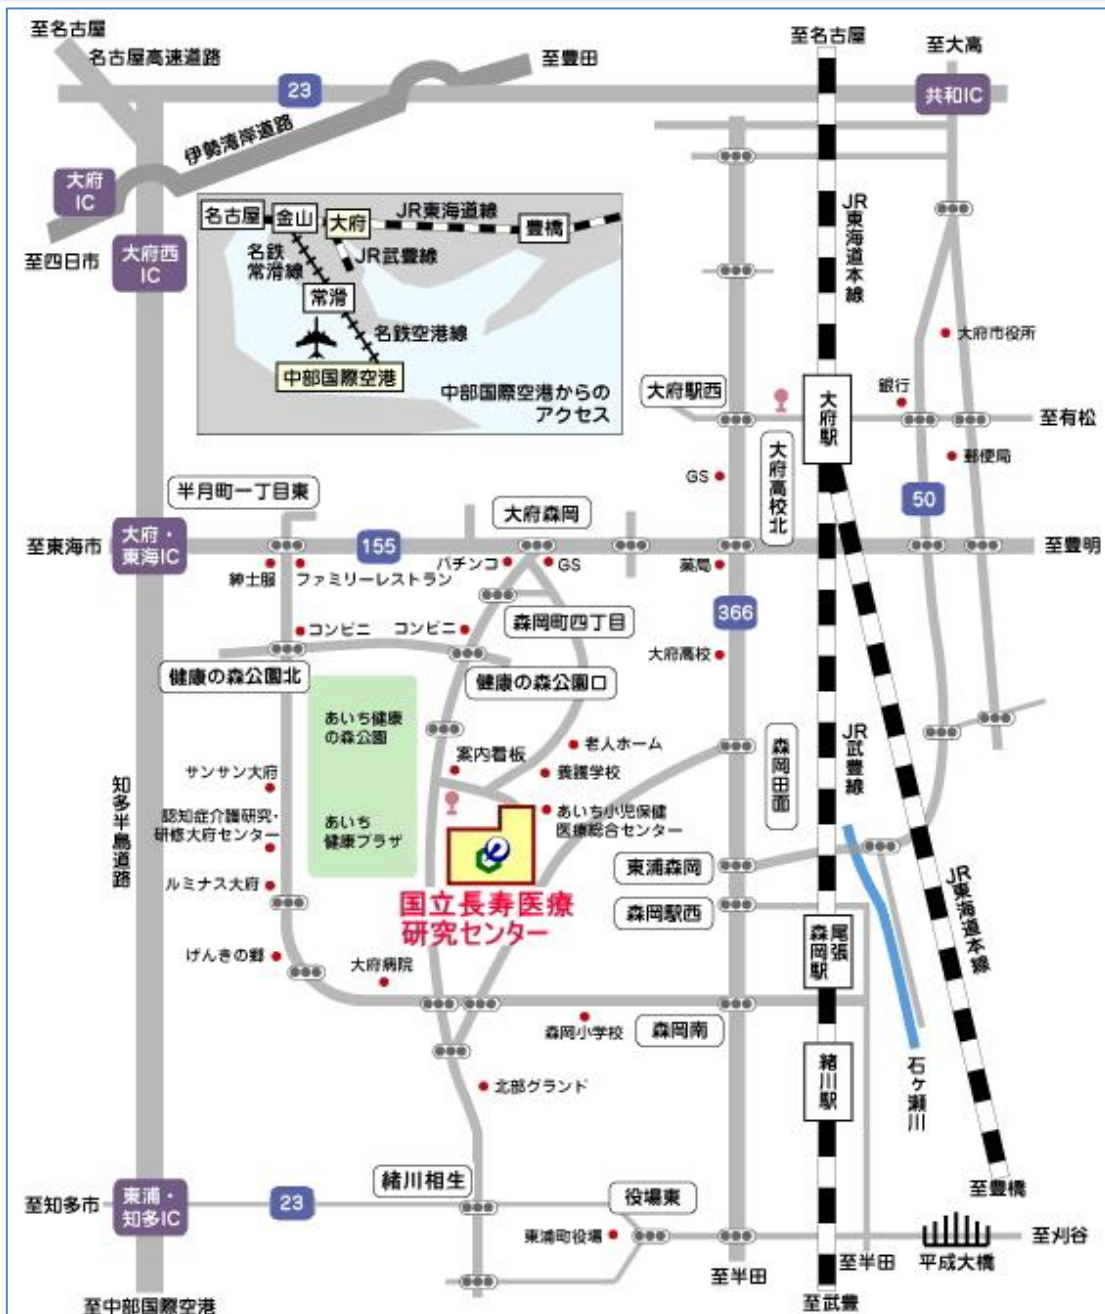 至名古屋
名古屋高速道路
23
至豊田
伊勢湾岸道路
大府
IC
至四日市
大府西
IC
至名古屋
至大高
共和IC
JR東海道本線
名古屋
金山
大府
JR東海道線
豊橋
名鉄
常滑線
JR武豊線
常滑
名鉄空港線
中部国際空港
中部国際空港からの
アクセス
大府市役所
大府駅西
銀行
大府駅
至有松
郵便局
GS
大府高校北
50
半月町一丁目東
大府森岡
至東海市
大府・
東海IC
155
至豊明
紳士服
ファミリーレストラン
パチンコ
GS
薬局
森岡町四丁目
366
コンビニ
コンビニ
大府高校
健康の森公園北
健康の森公園口
あいち健康
の森公園
案内看板
老人ホーム
養護学校
森岡田面
JR武豊線
サンサン大府
認知症介護研究・
研修大府センター
あいち
健康プラザ
あいち小児保健
医療総合センター
知多半島道路
ルミナス大府
東浦森岡
国立長寿医療
研究センター
森岡駅西
尾張
森岡駅
JR東海道本線
げんきの郷
大府病院
森岡小学校
森岡南
緒川駅
石ヶ瀬川
北部グランド
緒川相生
至豊橋
至知多市
東浦・
知多IC
23
役場東
東浦町役場
至刈谷
平成大橋
至半田
至半田
至武豊
至中部国際空港